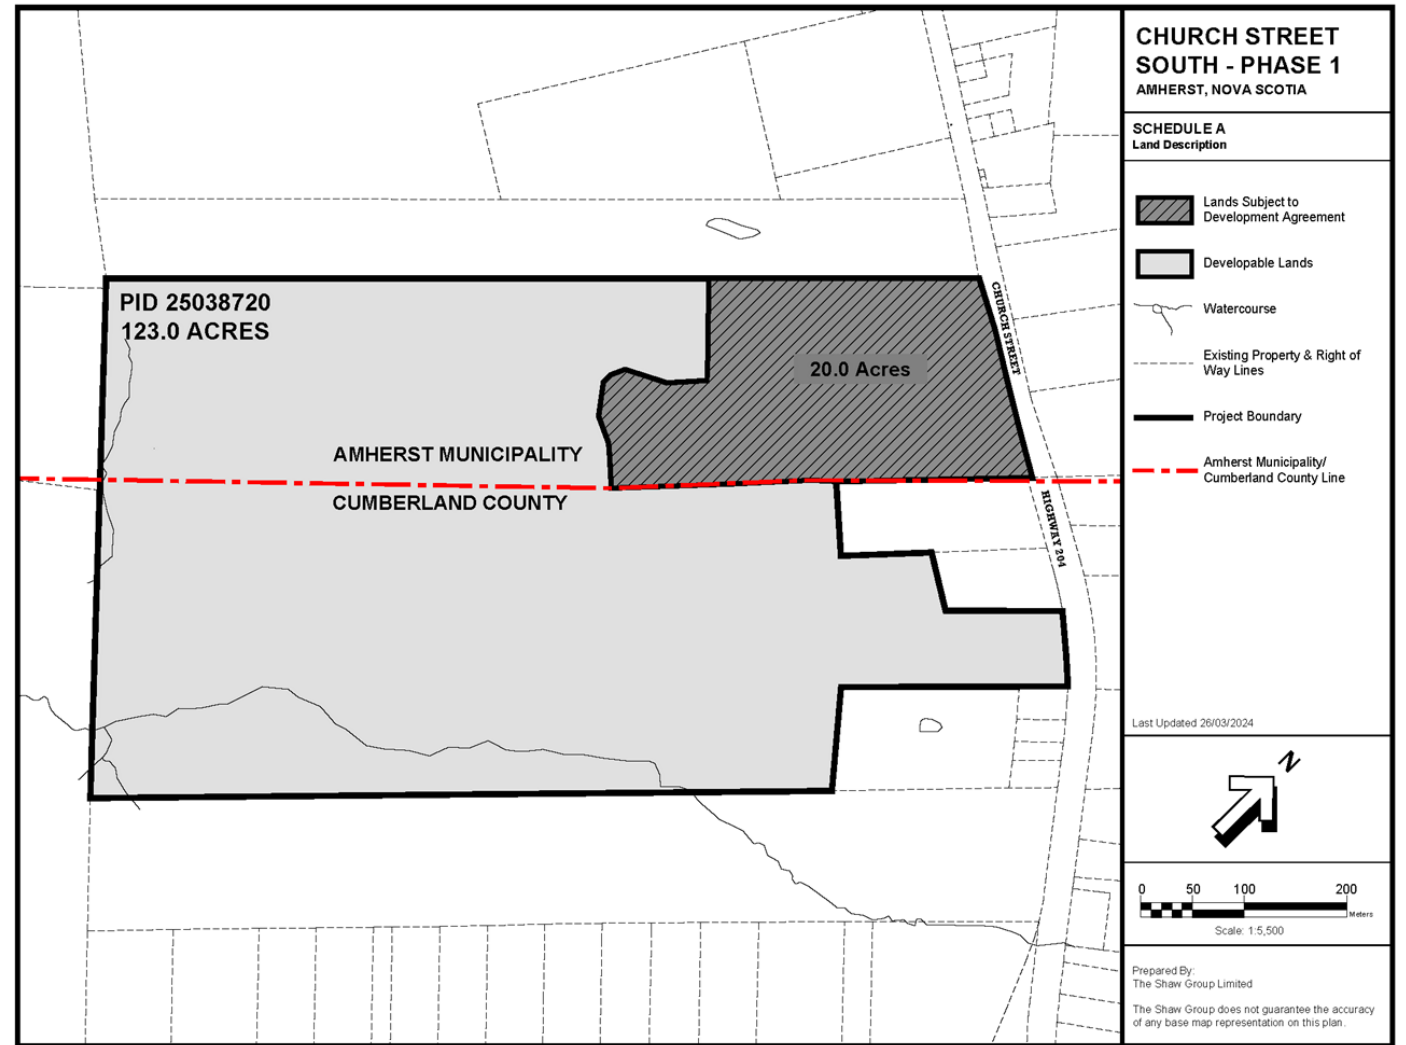 PID 25038720
123.0 ACRES
20.0 Acres
CHURCH STREET
AMHERST MUNICIPALITY
CUMBERLAND COUNTY
HIGHWAY 204
CHURCH STREET
SOUTH - PHASE 1
AMHERST, NOVA SCOTIA
SCHEDULE A
Land Description
Lands Subject to
Development Agreement
Developable Lands
Watercourse
Existing Property & Right of
Way Lines
Project Boundary
Amherst Municipality/
Cumberland County Line
Last Updated 26/03/2024
N
0 50 100 200
Meters
Scale: 1:5,500
Prepared By:
The Shaw Group Limited
The Shaw Group does not guarantee the accuracy
of any base map representation on this plan.